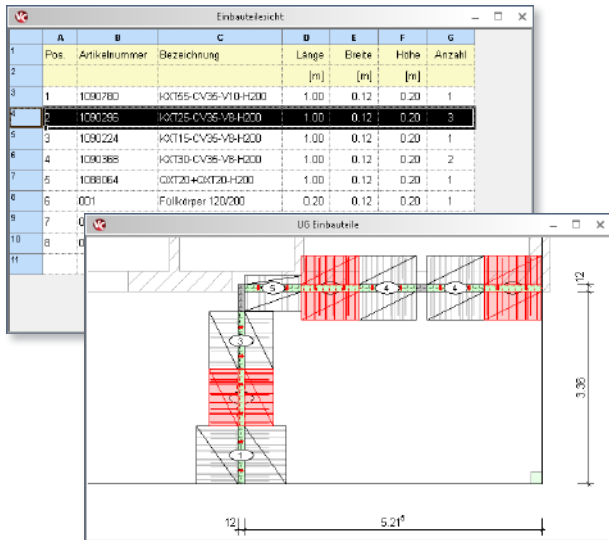 Einbauteilesicht
A B C D E F G
1 Pos. Artikelnummer Bezeichnung Länge Breite Höhe Anzahl
2 [m] [m] [m]
3 1 1090780 KXT55-CV35-V10-H200 1.00 0.12 0.20 1
4 2 1090296 KXT25-CV35-V8-H200 1.00 0.12 0.20 3
5 3 1090224 KXT15-CV35-V8-H200 1.00 0.12 0.20 1
6 4 1090368 KXT30-CV35-V8-H200 1.00 0.12 0.20 2
7 5 1088064 QXT20+QXT20-H200 1.00 0.12 0.20 1
8 6 001 Füllkörper 120/200 0.20 0.12 0.20 1
9 7 0
10 8 0
11
UG Einbauteile
5 4 4
12
3
3.36
1
12 5.21⁵